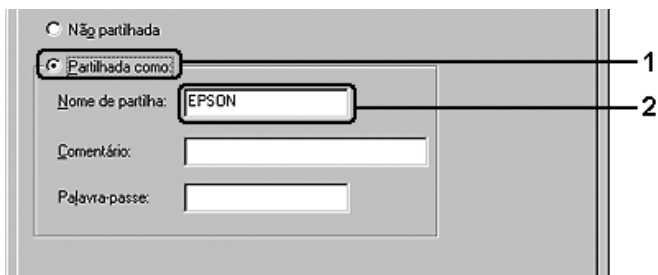 Não partilhada
Partilhada como: 1
Nome de partilha: EPSON 2
Comentário:
Palavra-passe: